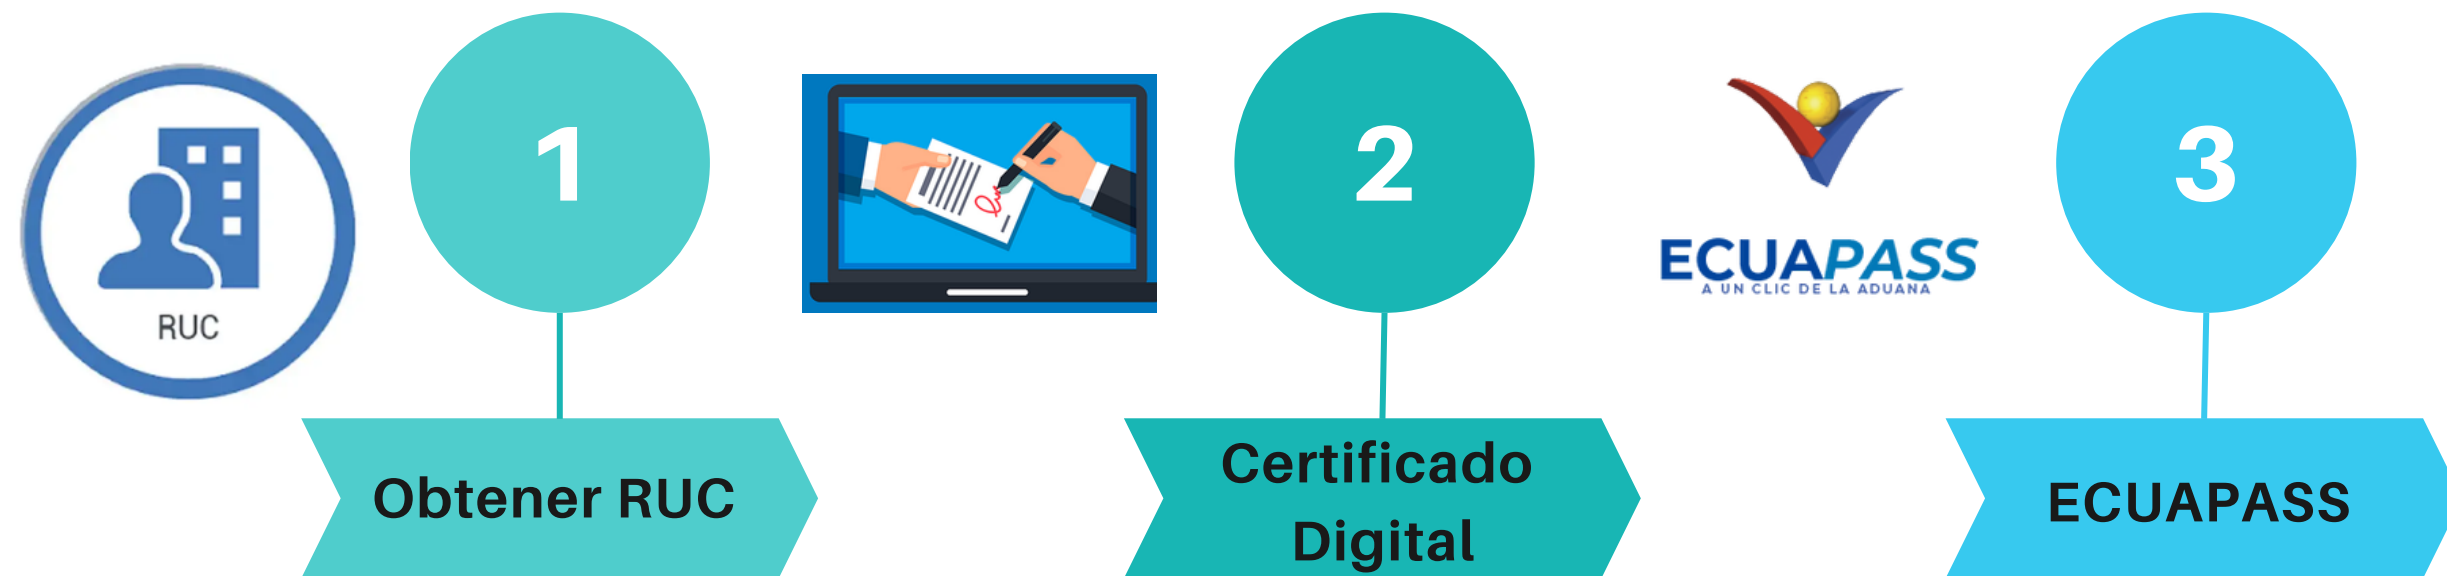 RUC
1
Obtener RUC
2
Certificado
Digital
ECUAPASS
A UN CLIC DE LA ADUANA
3
ECUAPASS